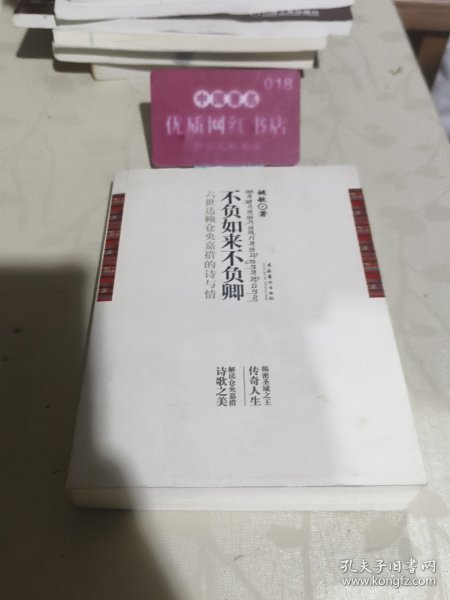 018
中国著名
优质网红书店
姚敏 著
不负如来不负卿
六世达赖仓央嘉措的诗与情
揭密圣域之王
传奇人生
解读仓央嘉措
诗歌之美
孔夫子旧书网
www.kongfz.com